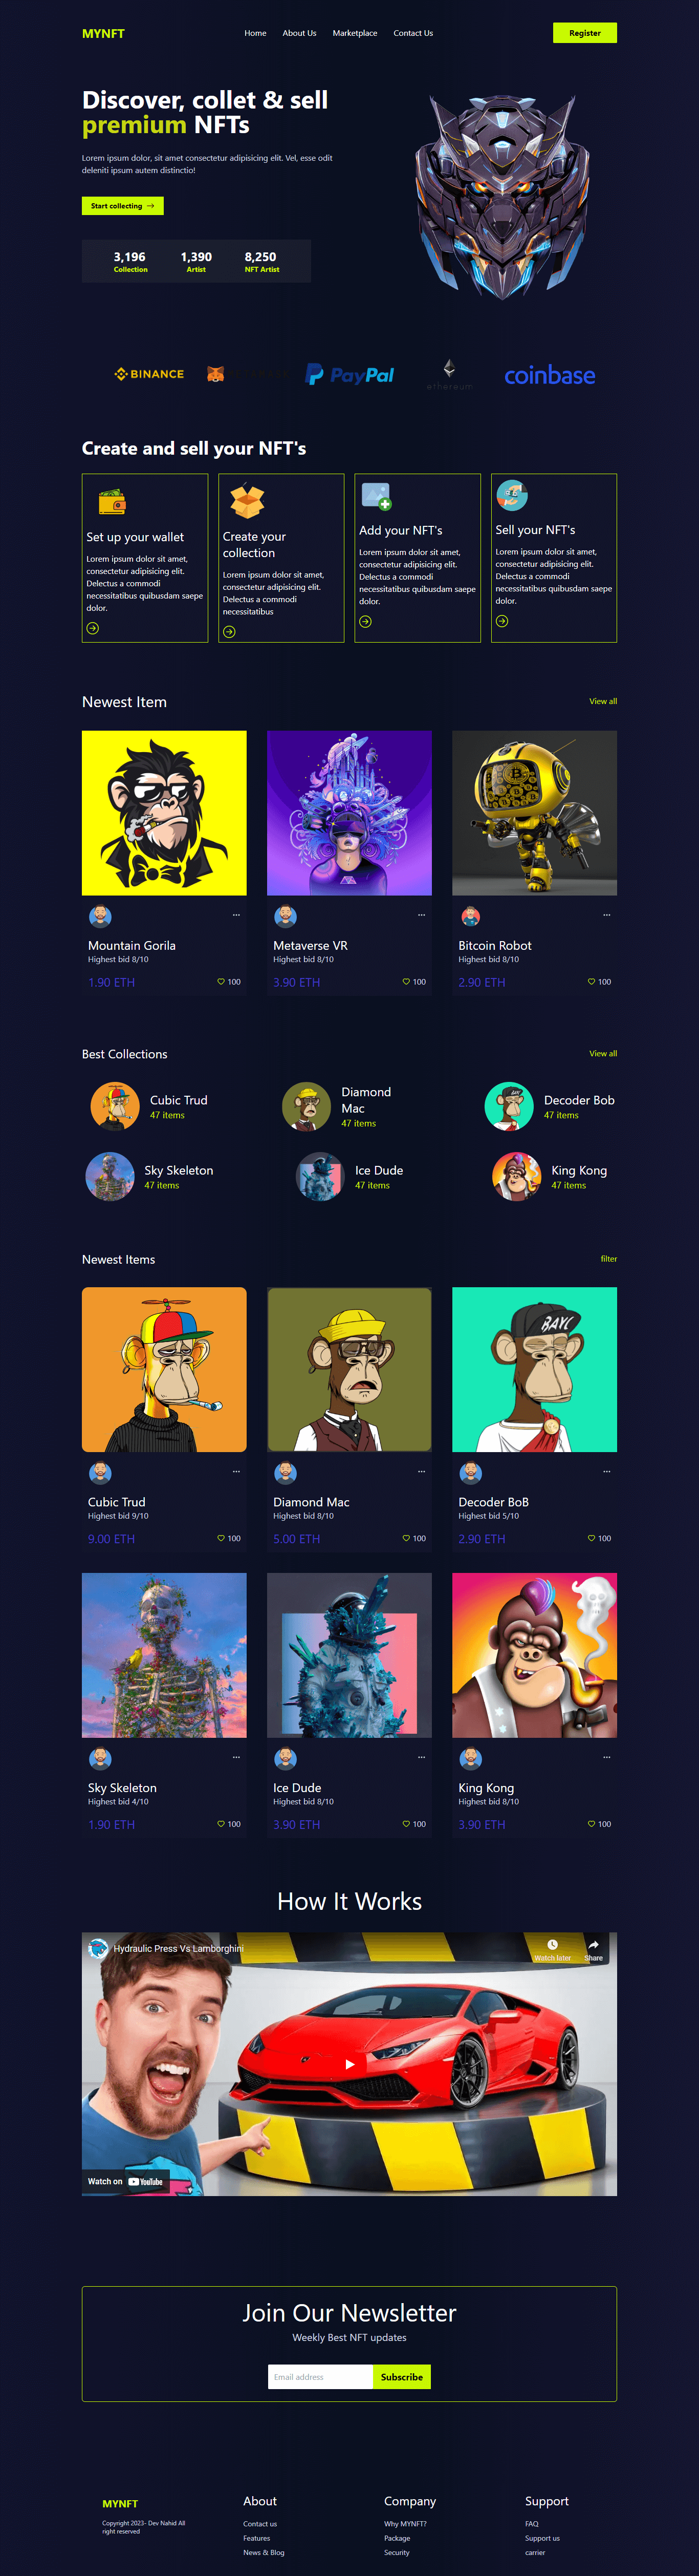 MYNFT
Home About Us Marketplace Contact Us
Register
Discover, collet & sell
premium NFTs
Lorem ipsum dolor, sit amet consectetur adipisicing elit. Vel, esse odit
deleniti ipsum autem distinctio!
Start collecting
3,196 1,390 8,250
Collection Artist NFT Artist
BINANCE PayPal coinbase
ethereum
Create and sell your NFT's
Set up your wallet
Lorem ipsum dolor sit amet,
consectetur adipisicing elit.
Delectus a commodi
necessitatibus quibusdam saepe
dolor.
Create your
collection
Lorem ipsum dolor sit amet,
consectetur adipisicing elit.
Delectus a commodi
necessitatibus
Add your NFT's
Lorem ipsum dolor sit amet,
consectetur adipisicing elit.
Delectus a commodi
necessitatibus quibusdam saepe
dolor.
Sell your NFT's
Lorem ipsum dolor sit amet,
consectetur adipisicing elit.
Delectus a commodi
necessitatibus quibusdam saepe
dolor.
Newest Item
View all
Mountain Gorila
Highest bid 8/10
1.90 ETH 100
Metaverse VR
Highest bid 8/10
3.90 ETH 100
Bitcoin Robot
Highest bid 8/10
2.90 ETH 100
Best Collections
View all
Cubic Trud
47 items
Diamond
Mac
47 items
Decoder Bob
47 items
Sky Skeleton
47 items
Ice Dude
47 items
King Kong
47 items
Newest Items
filter
BAYC
Cubic Trud
Highest bid 9/10
9.00 ETH 100
Diamond Mac
Highest bid 8/10
5.00 ETH 100
Decoder BoB
Highest bid 5/10
2.90 ETH 100
Sky Skeleton
Highest bid 4/10
1.90 ETH 100
Ice Dude
Highest bid 8/10
3.90 ETH 100
King Kong
Highest bid 8/10
3.90 ETH 100
How It Works
Hydraulic Press Vs Lamborghini
Watch later Share
Watch on YouTube
Join Our Newsletter
Weekly Best NFT updates
Email address
Subscribe
MYNFT
Copyright 2023- Dev Nahid All
right reserved
About
Contact us
Features
News & Blog
Company
Why MYNFT?
Package
Security
Support
FAQ
Support us
carrier